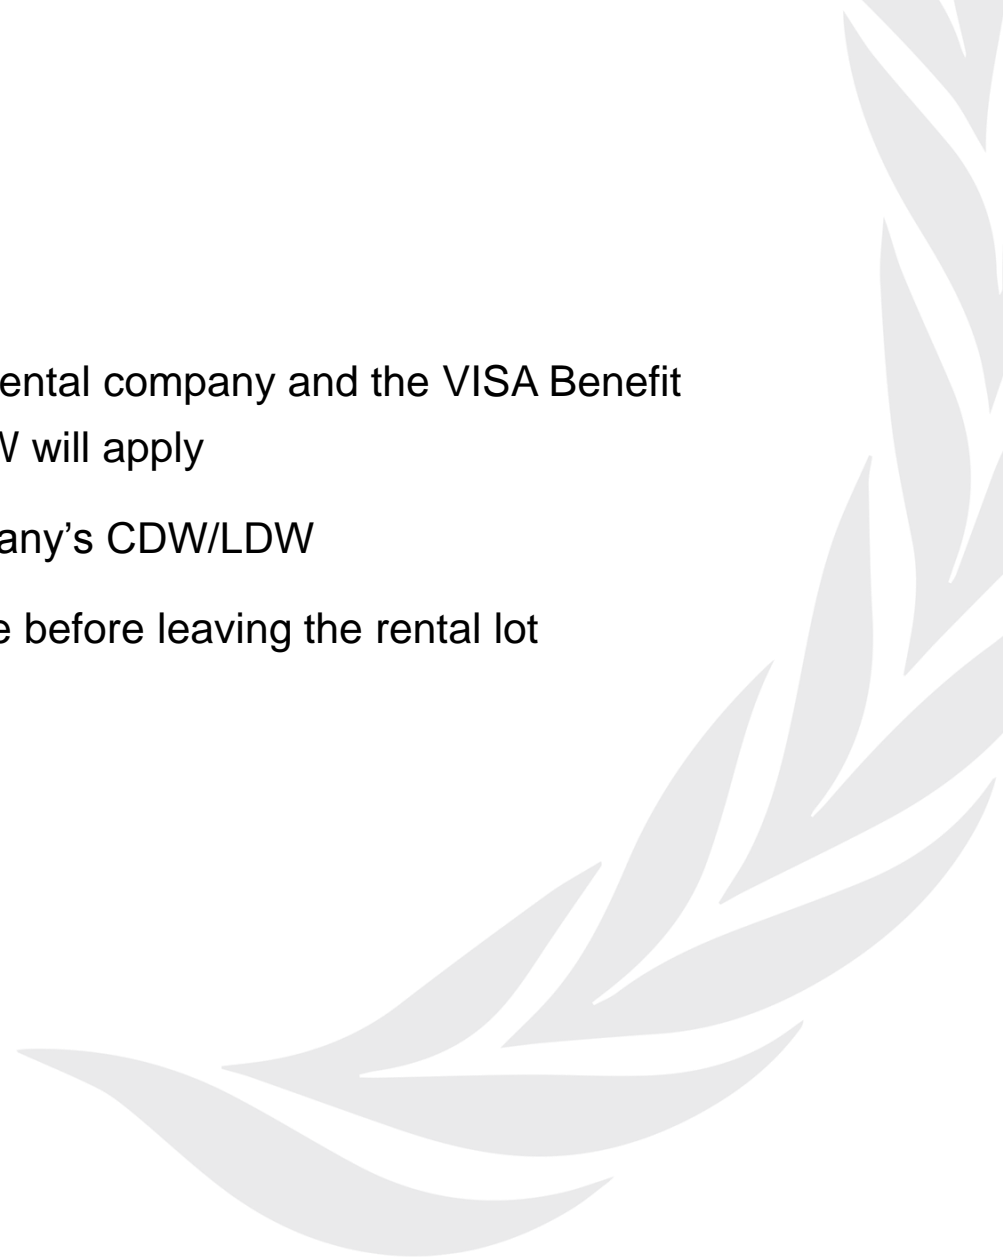 ental company and the VISA Benefit
W will apply
any's CDW/LDW
e before leaving the rental lot